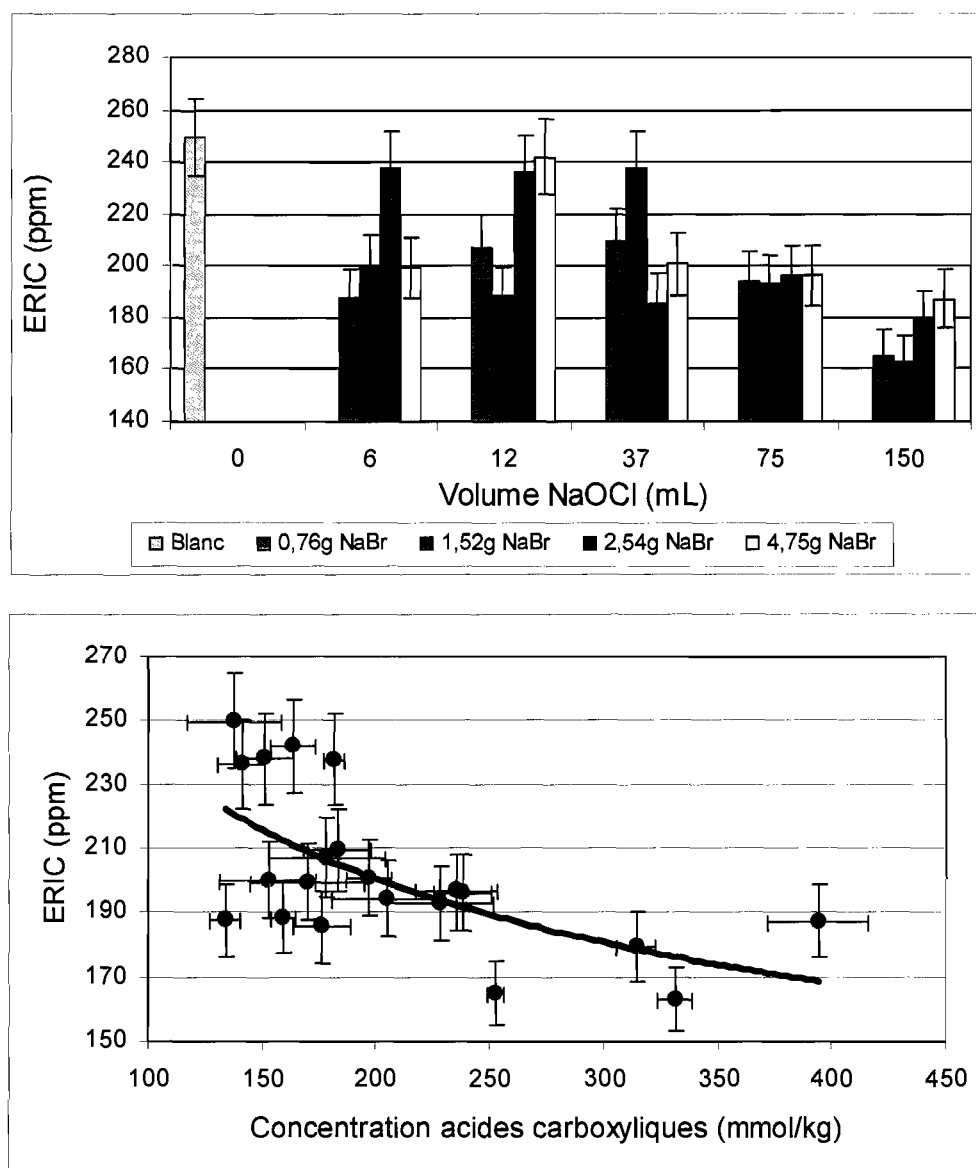 280
260
240
220
200
180
160
140
ERIC (ppm)
0 6 12 37 75 150
Volume NaOCl (mL)
Blanc 0,76g NaBr 1,52g NaBr 2,54g NaBr 4,75g NaBr
270
250
230
210
190
170
150
ERIC (ppm)
100 150 200 250 300 350 400 450
Concentration acides carboxyliques (mmol/kg)